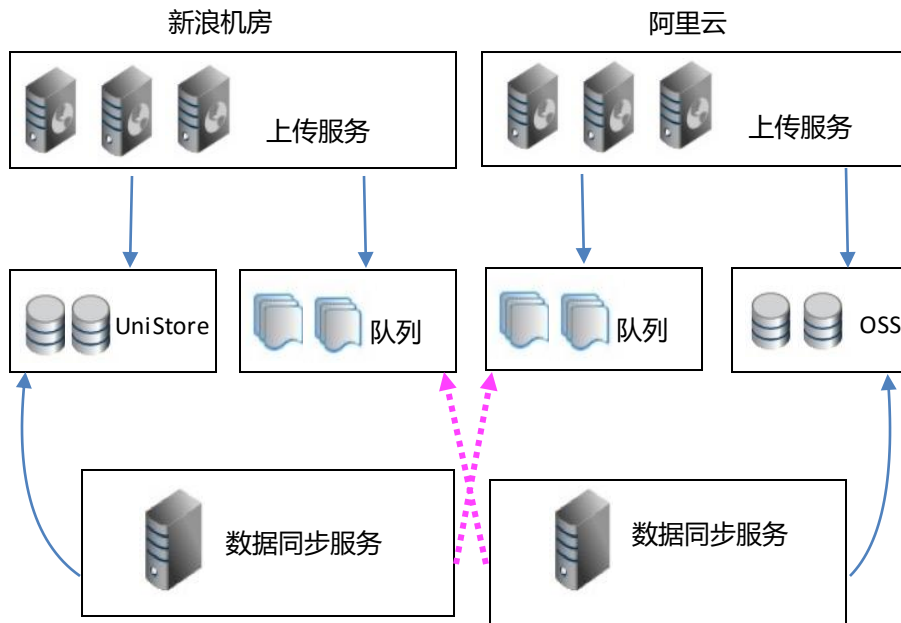 新浪机房
阿里云
上传服务
上传服务
UniStore
队列
队列
OSS
数据同步服务
数据同步服务